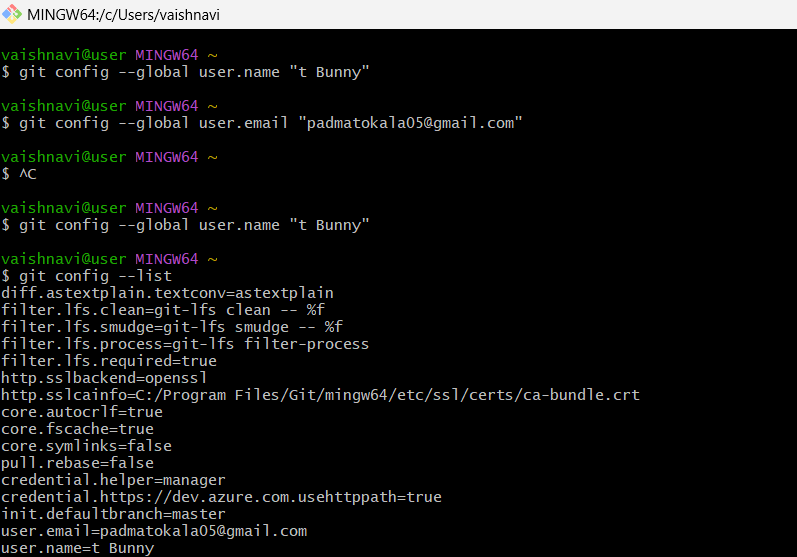 MINGW64:/c/Users/vaishnavi
vaishnavi@user MINGW64 ~
$ git config --global user.name "t Bunny"
vaishnavi@user MINGW64 ~
$ git config --global user.email "padmatokala05@gmail.com"
vaishnavi@user MINGW64 ~
$ ^C
vaishnavi@user MINGW64 ~
$ git config --global user.name "t Bunny"
vaishnavi@user MINGW64 ~
$ git config --list
diff.astextplain.textconv=astextplain
filter.lfs.clean=git-lfs clean -- %f
filter.lfs.smudge=git-lfs smudge -- %f
filter.lfs.process=git-lfs filter-process
filter.lfs.required=true
http.sslbackend=openssl
http.sslcainfo=C:/Program Files/Git/mingw64/etc/ssl/certs/ca-bundle.crt
core.autocrlf=true
core.fscache=true
core.symlinks=false
pull.rebase=false
credential.helper=manager
credential.https://dev.azure.com.usehttppath=true
init.defaultbranch=master
user.email=padmatokala05@gmail.com
user.name=t Bunny